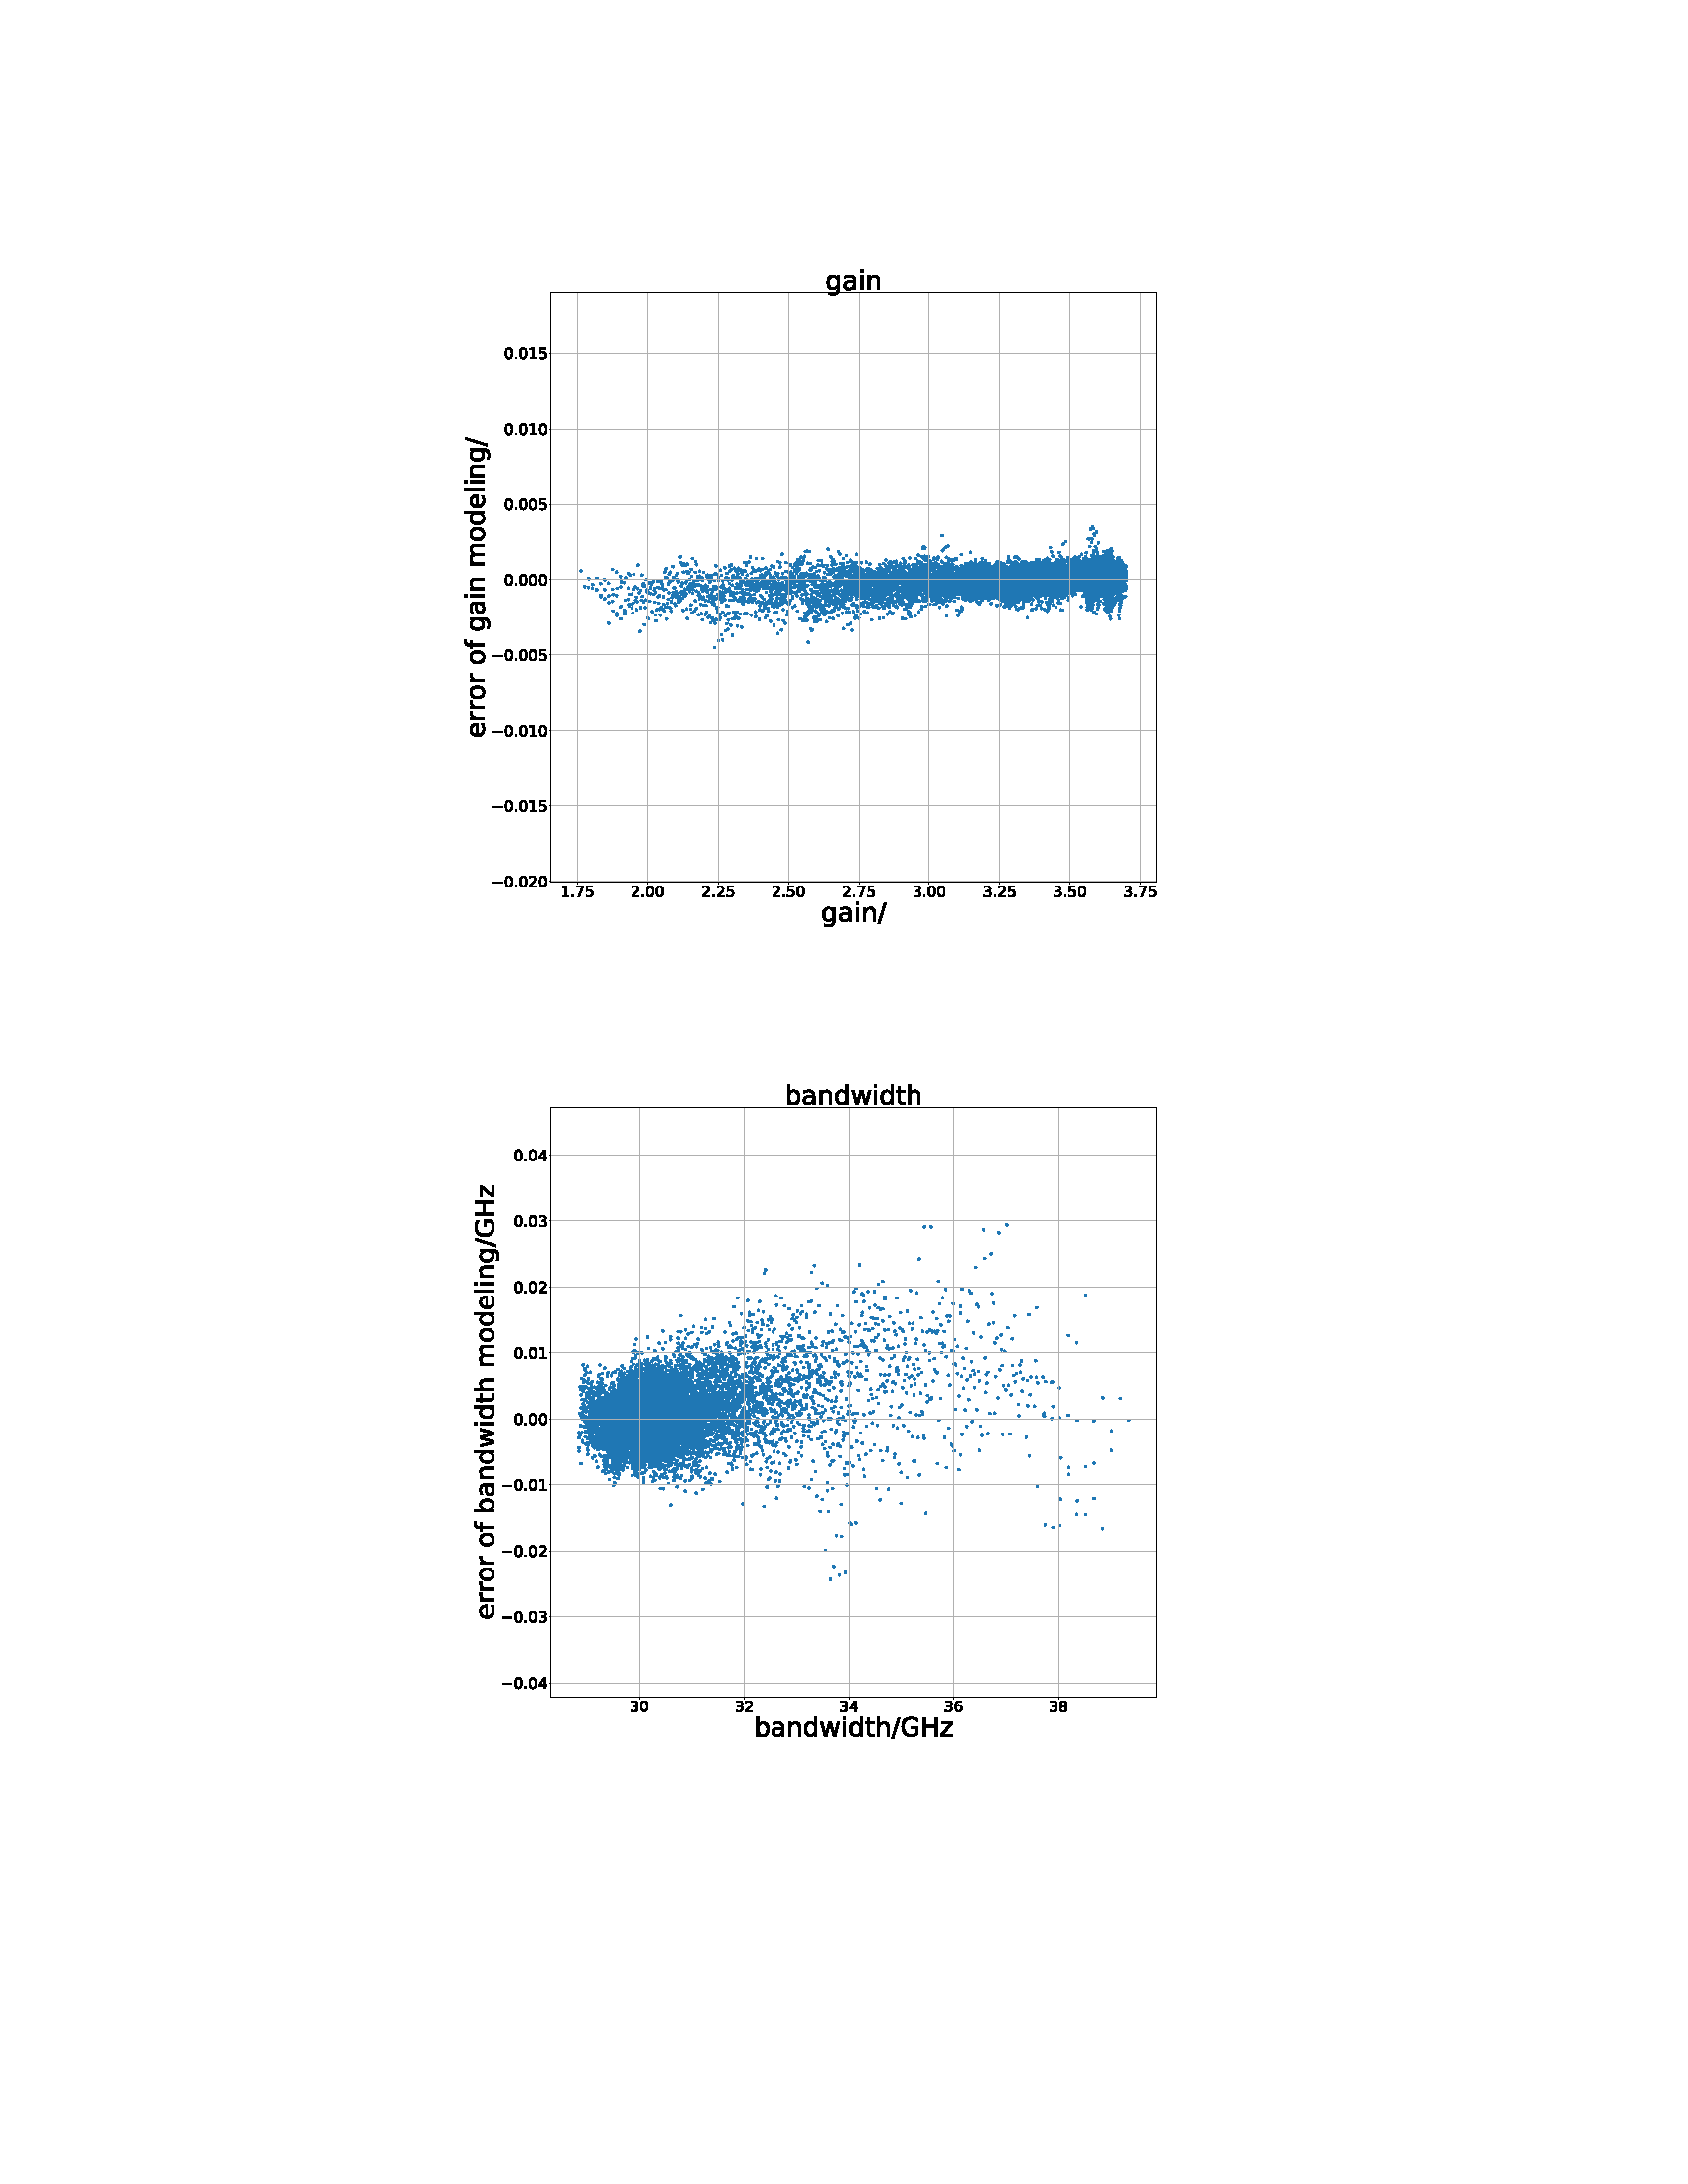 gain
0.015
0.010
0.005
0.000
−0.005
−0.010
−0.015
−0.020
error of gain modeling/
1.75 2.00 2.25 2.50 2.75 3.00 3.25 3.50 3.75
gain/
bandwidth
0.04
0.03
0.02
0.01
0.00
−0.01
−0.02
−0.03
−0.04
error of bandwidth modeling/GHz
30 32 34 36 38
bandwidth/GHz